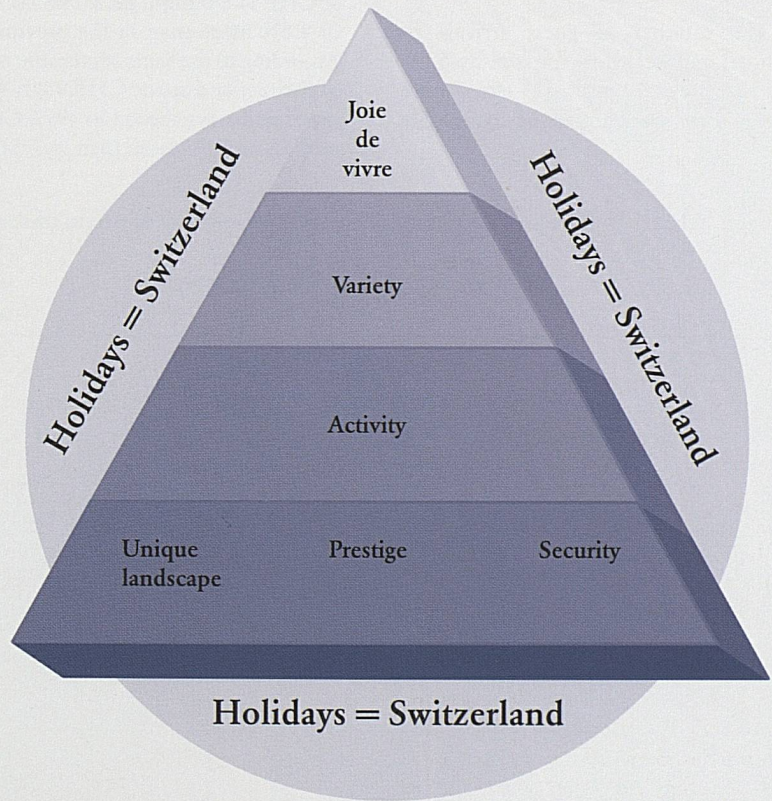 Joie
de
vivre
Holidays = Switzerland
Holidays = Switzerland
Variety
Activity
Unique
landscape
Prestige
Security
Holidays = Switzerland